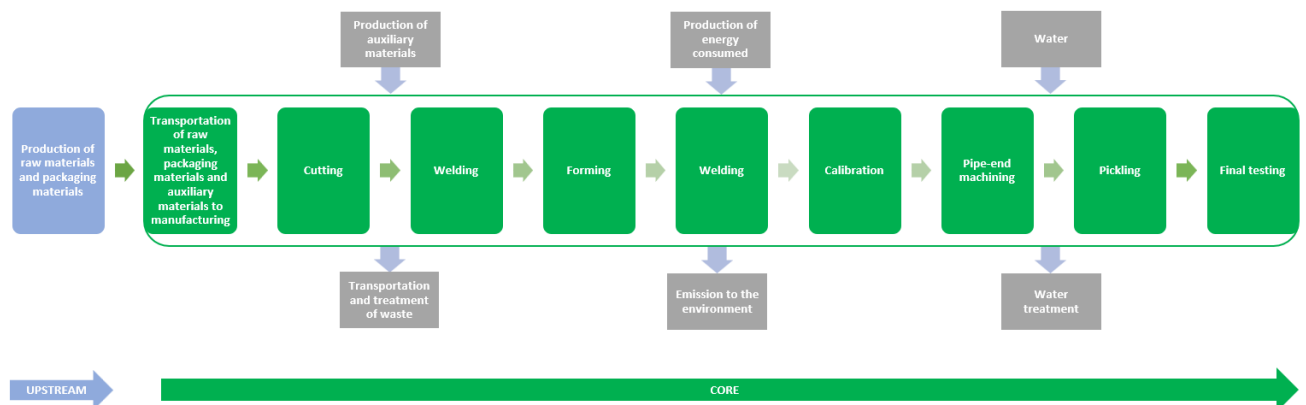 Production of
auxiliary
materials
Production of
energy
consumed
Water
Production of
raw materials
and packaging
materials
Transportation
of raw
materials,
packaging
materials and
auxiliary
materials to
manufacturing
Cutting
Welding
Forming
Welding
Calibration
Pipe-end
machining
Pickling
Final testing
Transportation
and treatment
of waste
Emission to the
environment
Water
treatment
UPSTREAM
CORE